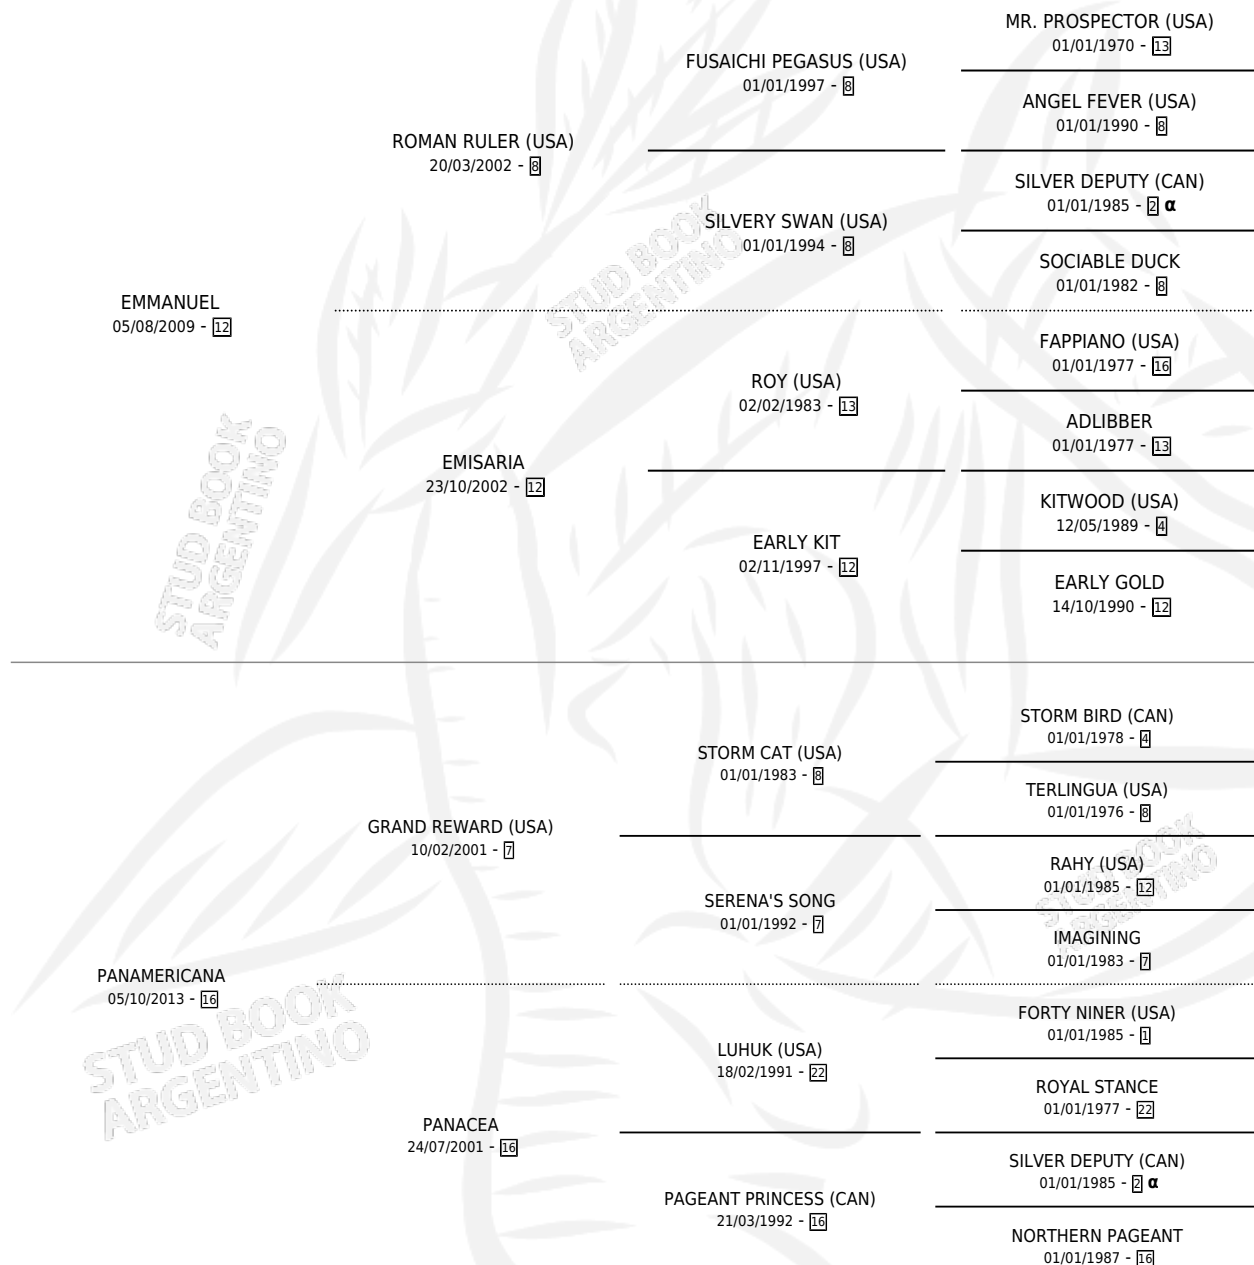 MR. PROSPECTOR (USA)
01/01/1970 - 13
FUSAICHI PEGASUS (USA)
01/01/1997 - 8
ANGEL FEVER (USA)
01/01/1990 - 8
ROMAN RULER (USA)
20/03/2002 - 8
SILVER DEPUTY (CAN)
01/01/1985 - 2 α
SILVERY SWAN (USA)
01/01/1994 - 8
SOCIABLE DUCK
01/01/1982 - 8
EMMANUEL
05/08/2009 - 12
FAPPIANO (USA)
01/01/1977 - 16
ROY (USA)
02/02/1983 - 13
ADLIBBER
01/01/1977 - 13
EMISARIA
23/10/2002 - 12
KITWOOD (USA)
12/05/1989 - 4
EARLY KIT
02/11/1997 - 12
EARLY GOLD
14/10/1990 - 12
STORM BIRD (CAN)
01/01/1978 - 4
STORM CAT (USA)
01/01/1983 - 8
TERLINGUA (USA)
01/01/1976 - 8
GRAND REWARD (USA)
10/02/2001 - 7
RAHY (USA)
01/01/1985 - 12
SERENA'S SONG
01/01/1992 - 7
IMAGINING
01/01/1983 - 7
PANAMERICANA
05/10/2013 - 16
FORTY NINER (USA)
01/01/1985 - 1
LUHUK (USA)
18/02/1991 - 22
ROYAL STANCE
01/01/1977 - 22
PANACEA
24/07/2001 - 16
SILVER DEPUTY (CAN)
01/01/1985 - 2 α
PAGEANT PRINCESS (CAN)
21/03/1992 - 16
NORTHERN PAGEANT
01/01/1987 - 16
STUD BOOK
ARGENTINO
STUD BOOK
ARGENTINO
STUD BOOK
ARGENTINO
STUD BOOK
ARGENTINO